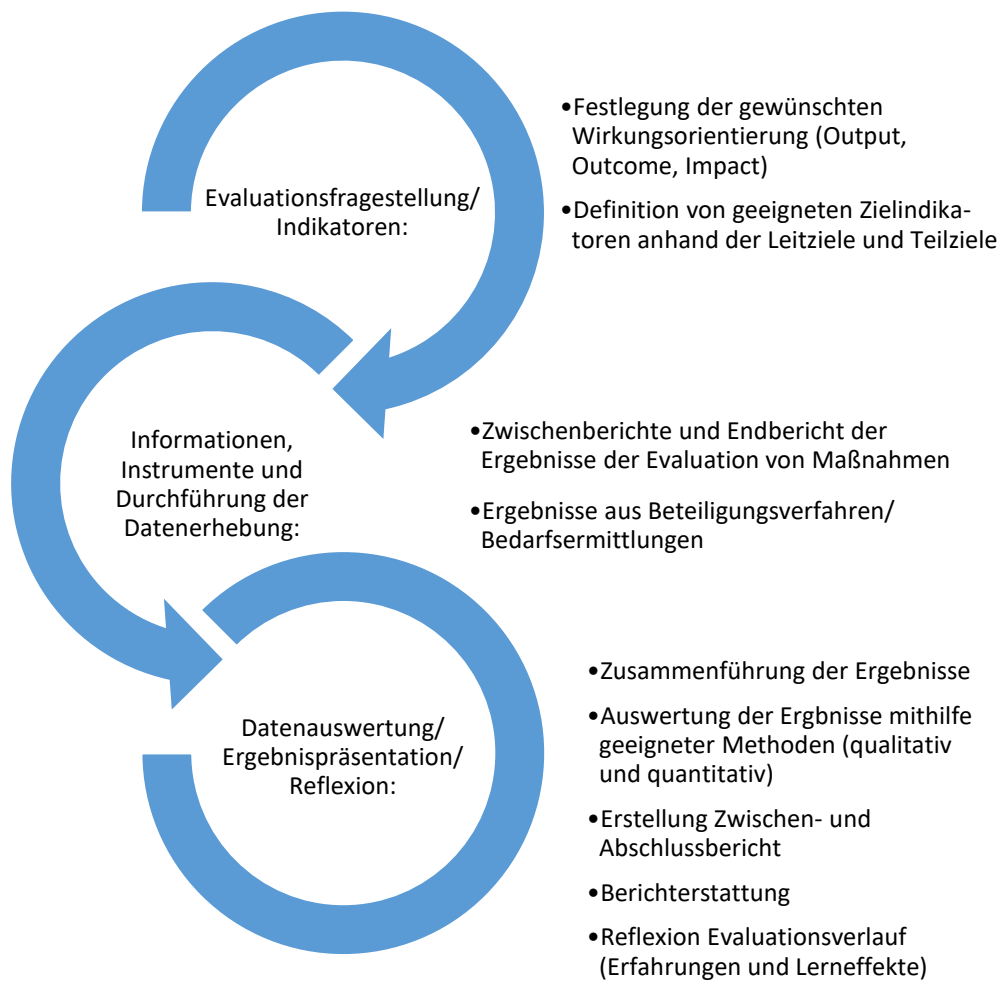 Evaluationsfragestellung/
Indikatoren:
•Festlegung der gewünschten
Wirkungsorientierung (Output,
Outcome, Impact)
•Definition von geeigneten Zielindika-
toren anhand der Leitziele und Teilziele
Informationen,
Instrumente und
Durchführung der
Datenerhebung:
•Zwischenberichte und Endbericht der
Ergebnisse der Evaluation von Maßnahmen
•Ergebnisse aus Beteiligungsverfahren/
Bedarfsermittlungen
Datenauswertung/
Ergebnispräsentation/
Reflexion:
•Zusammenführung der Ergebnisse
•Auswertung der Ergbnisse mithilfe
geeigneter Methoden (qualitativ
und quantitativ)
•Erstellung Zwischen- und
Abschlussbericht
•Berichterstattung
•Reflexion Evaluationsverlauf
(Erfahrungen und Lerneffekte)